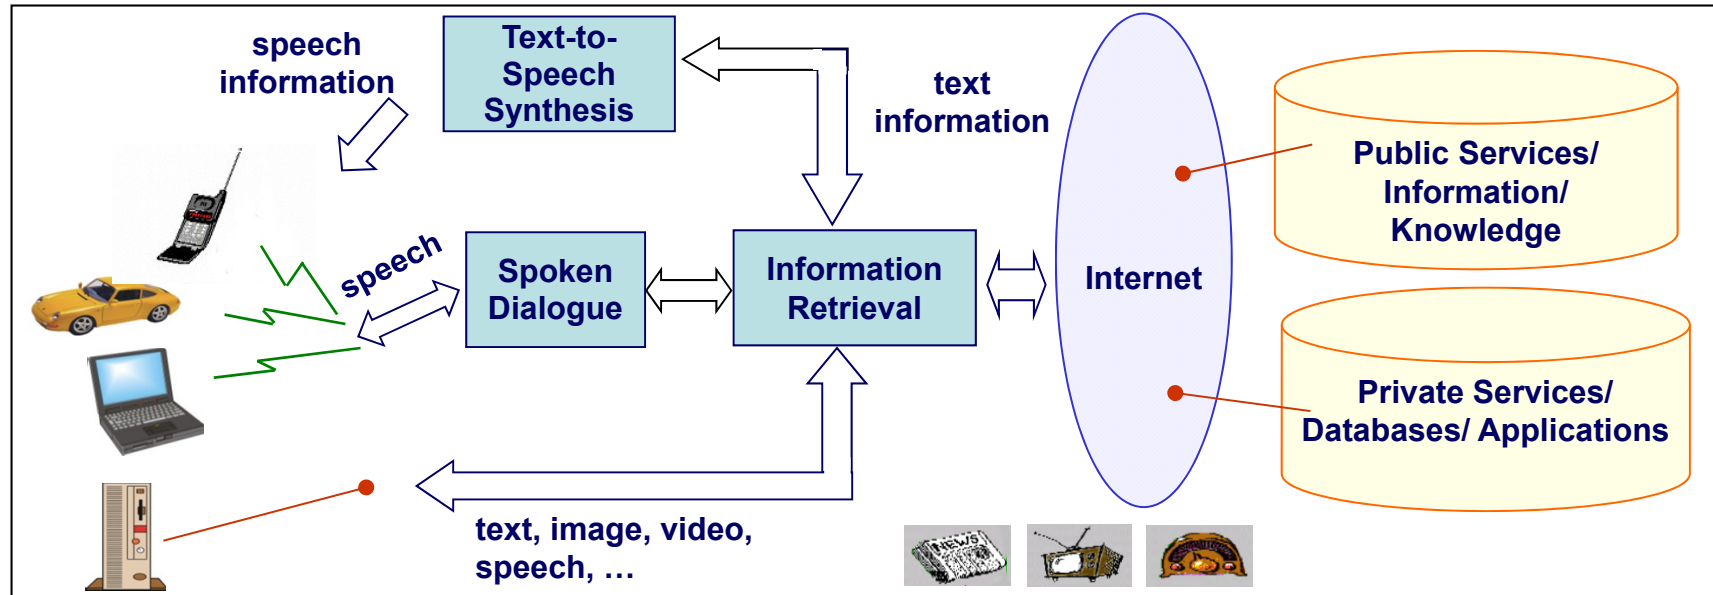 speech
information
Text-to-
Speech
Synthesis
text
information
Public Services/
Information/
Knowledge
speech
Spoken
Dialogue
Information
Retrieval
Internet
Private Services/
Databases/ Applications
text, image, video,
speech, …
NEWS